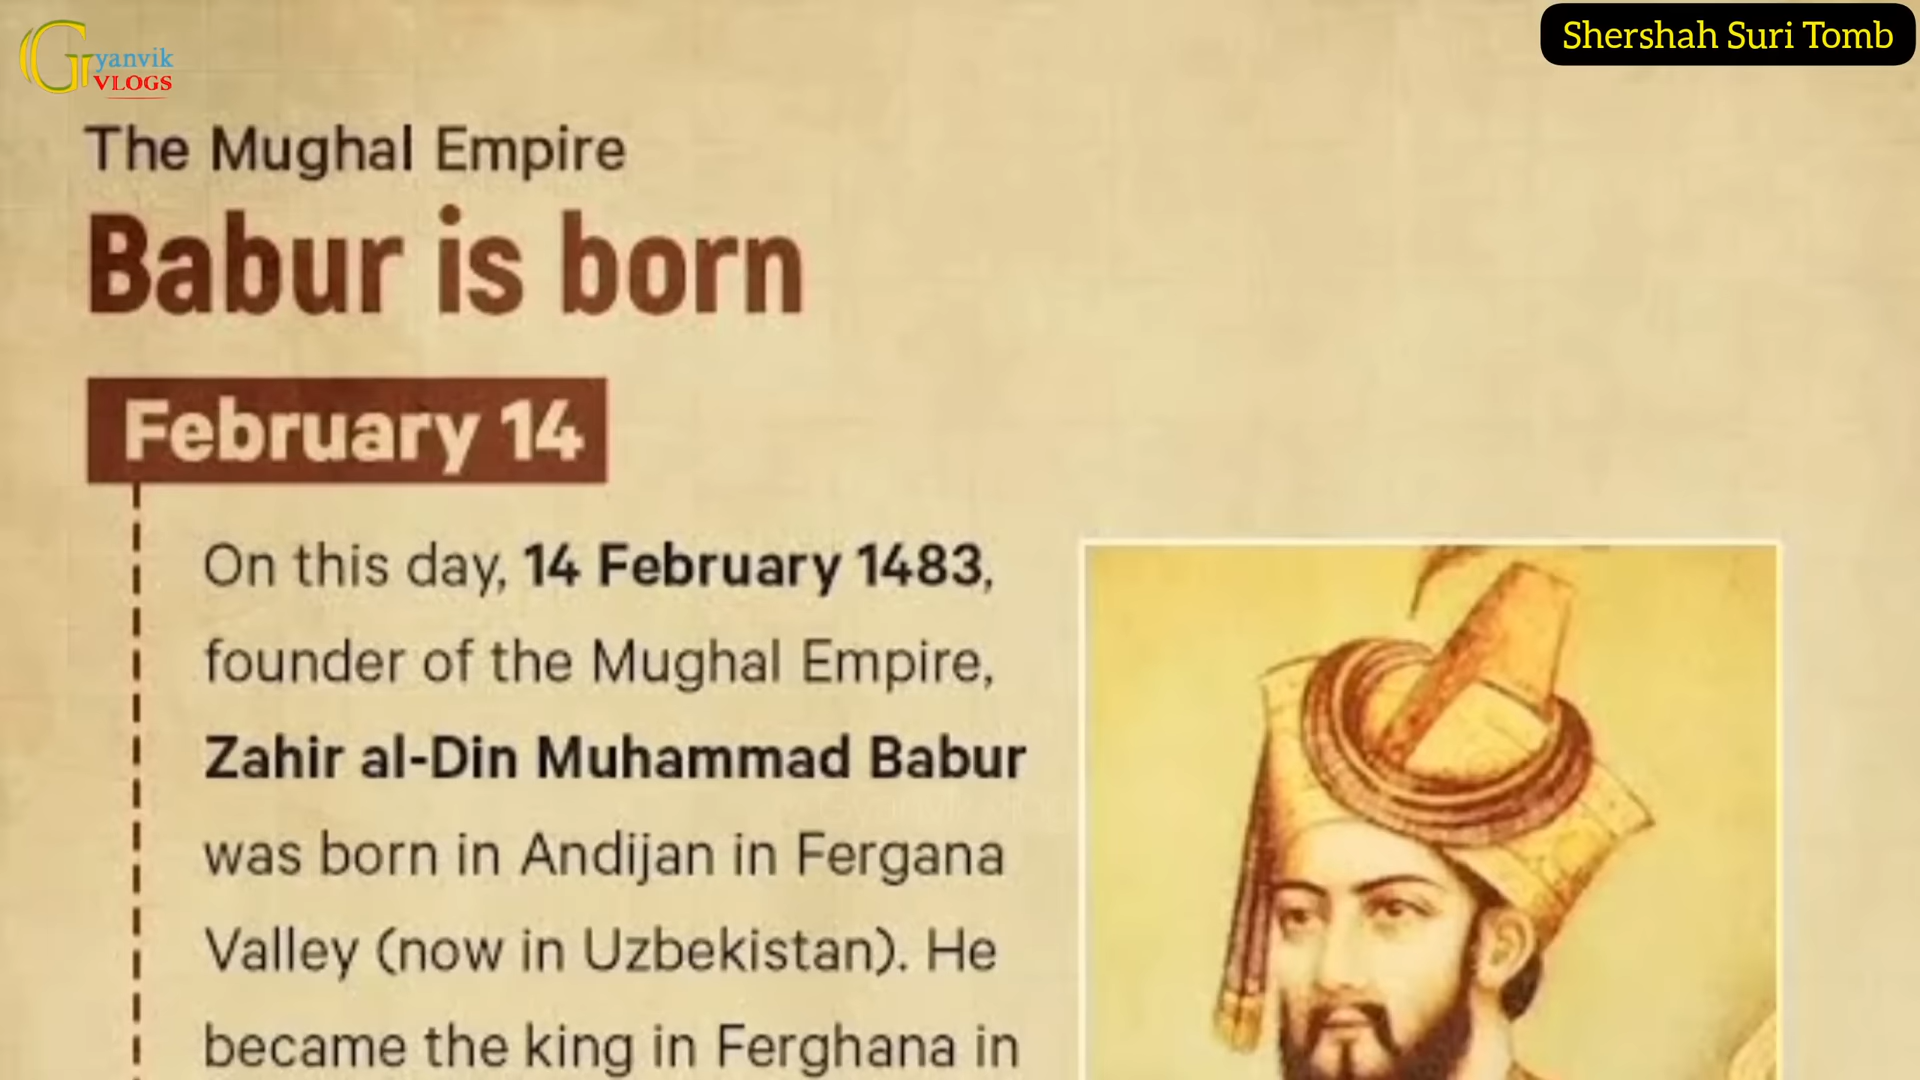 Gyanvik
VLOGS
Shershah Suri Tomb
The Mughal Empire
Babur is born
February 14
On this day, 14 February 1483,
founder of the Mughal Empire,
Zahir al-Din Muhammad Babur
was born in Andijan in Fergana
Valley (now in Uzbekistan). He
became the king in Ferghana in